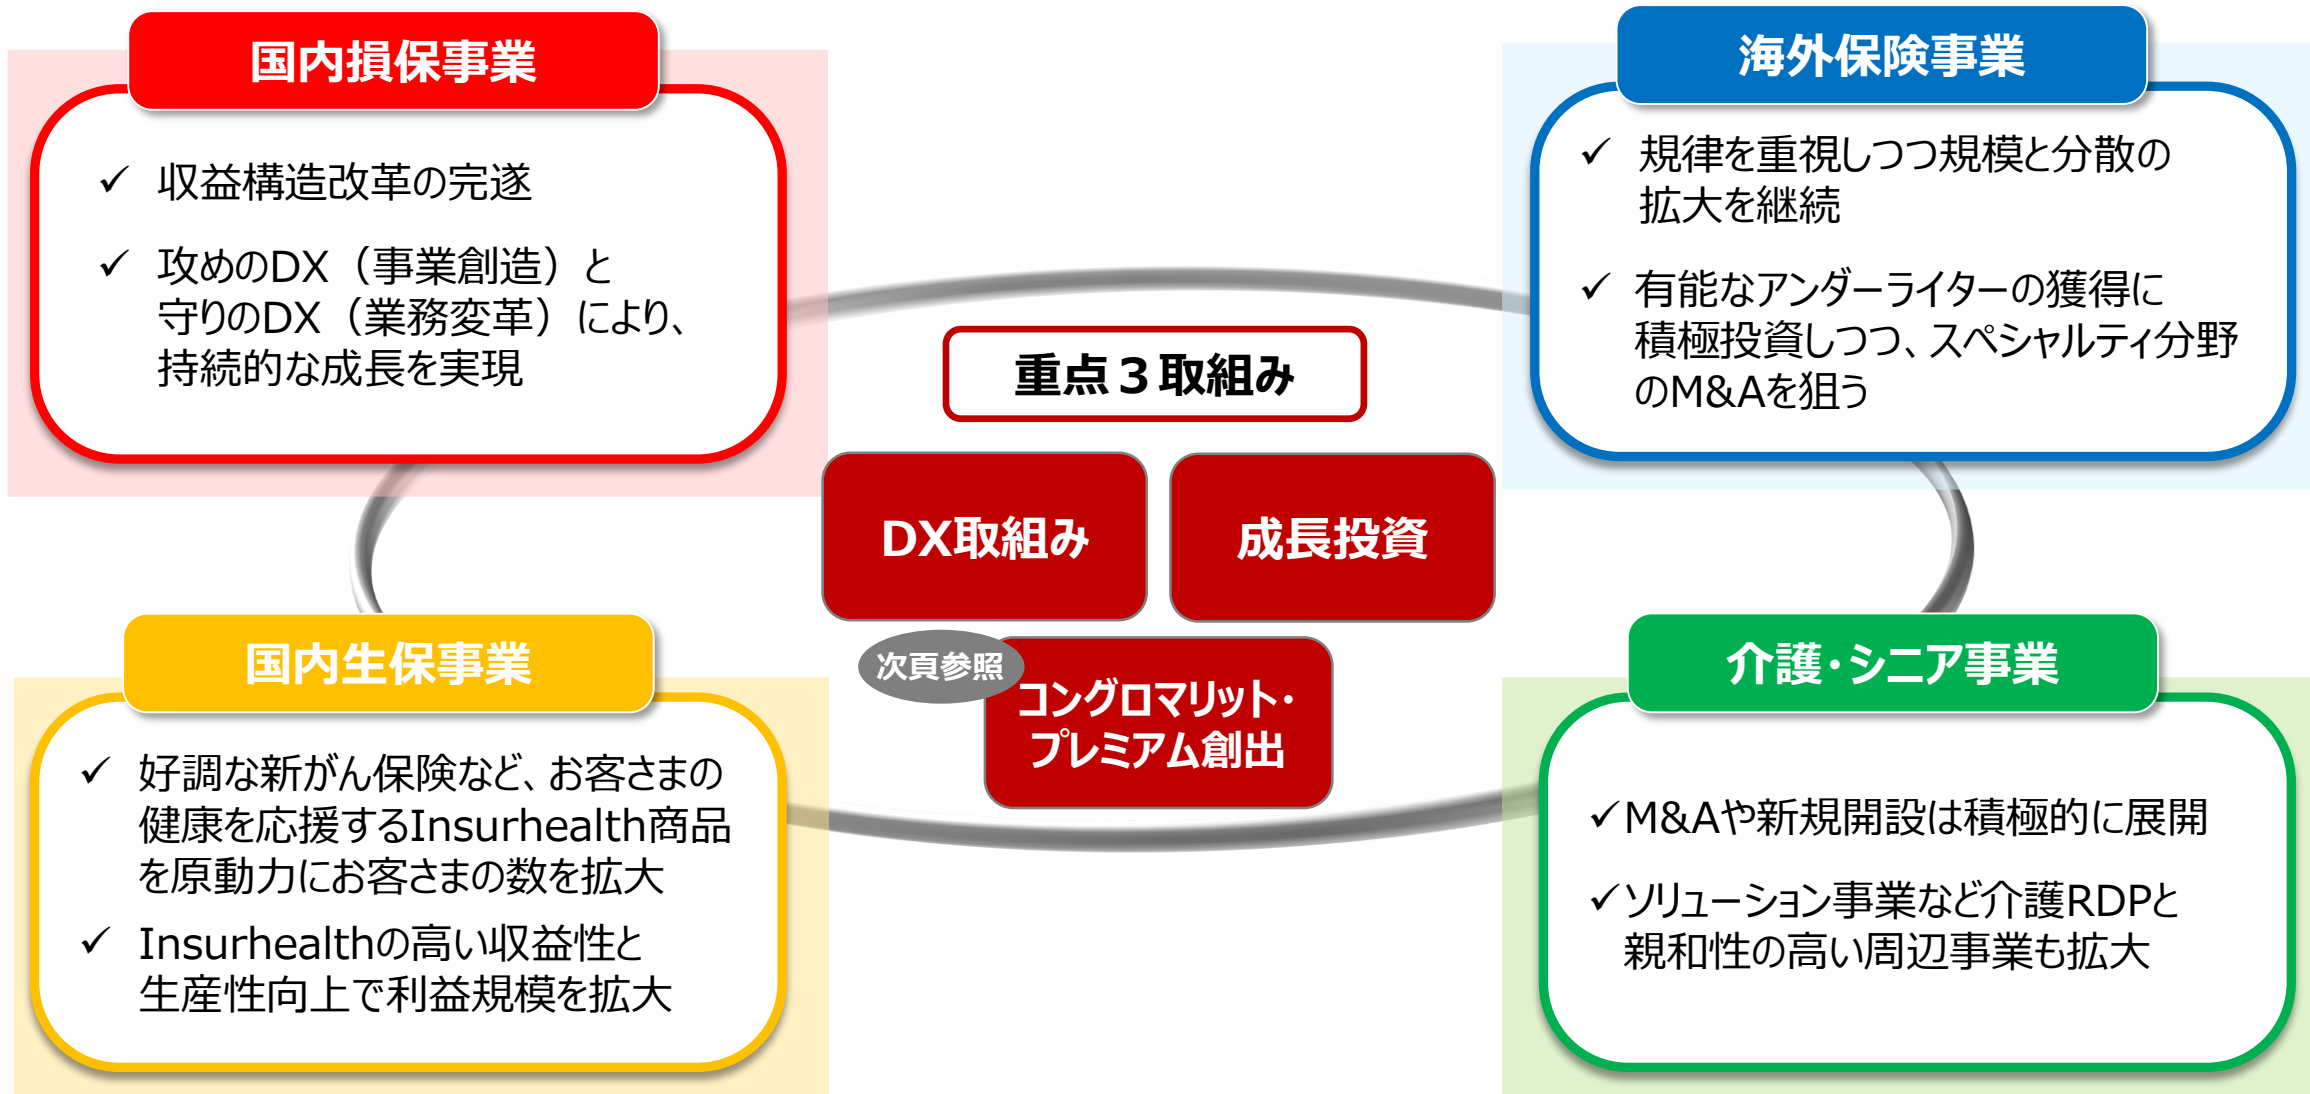 国内損保事業
✓ 収益構造改革の完遂
✓ 攻めのDX（事業創造）と
守りのDX（業務変革）により、
持続的な成長を実現
海外保険事業
✓ 規律を重視しつつ規模と分散の
拡大を継続
✓ 有能なアンダーライターの獲得に
積極投資しつつ、スペシャルティ分野
のM&Aを狙う
重点３取組み
DX取組み
成長投資
次頁参照
コングロマリット・
プレミアム創出
国内生保事業
✓ 好調な新がん保険など、お客さまの
健康を応援するInsurhealth商品
を原動力にお客さまの数を拡大
✓ Insurhealthの高い収益性と
生産性向上で利益規模を拡大
介護・シニア事業
✓M&Aや新規開設は積極的に展開
✓ソリューション事業など介護RDPと
親和性の高い周辺事業も拡大